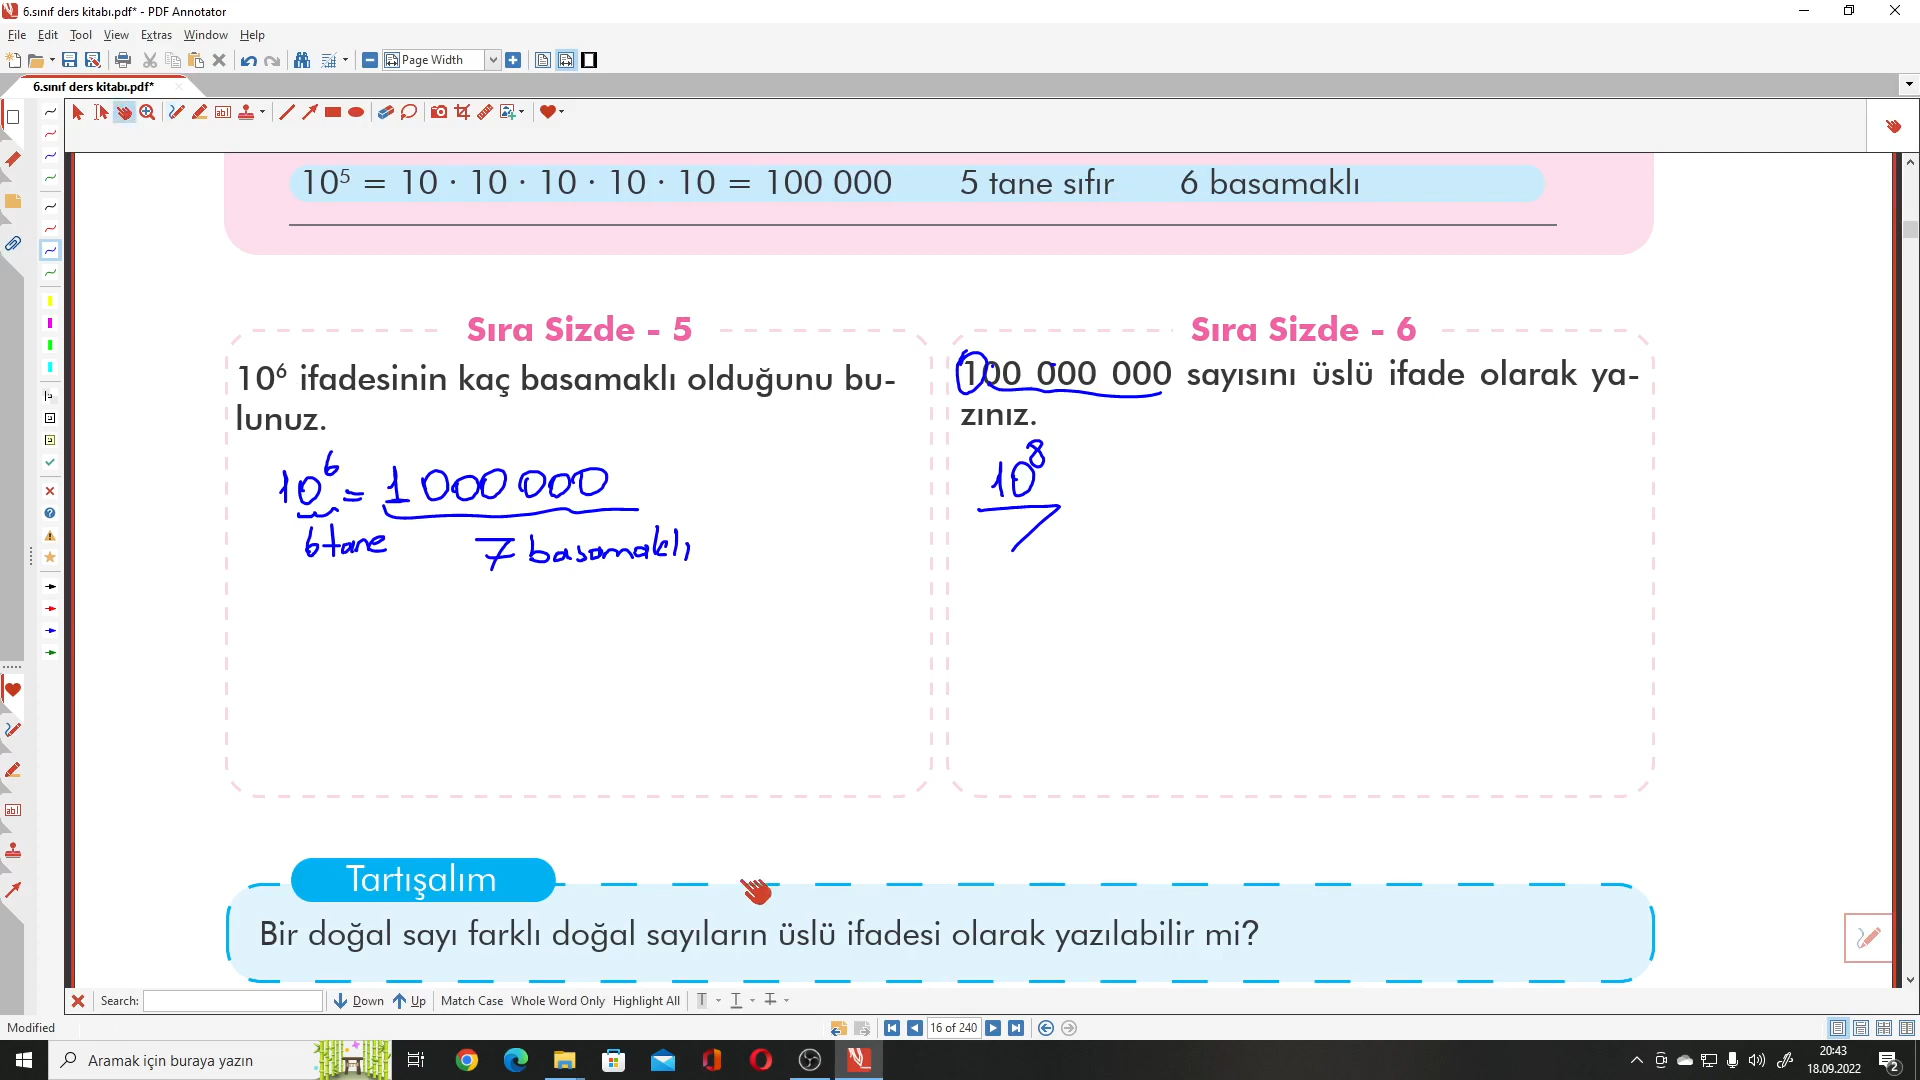 6.sınıf ders kitabı.pdf* - PDF Annotator
File Edit Tool View Extras Window Help
Page Width
6.sınıf ders kitabı.pdf*
10⁵ = 10 · 10 · 10 · 10 · 10 = 100 000 5 tane sıfır 6 basamaklı
Sıra Sizde - 5
10⁶ ifadesinin kaç basamaklı olduğunu bu-
lunuz.
10⁶ = 1 000 000
6 tane 7 basamaklı
Sıra Sizde - 6
100 000 000 sayısını üslü ifade olarak ya-
zınız.
10⁸
Tartışalım
Bir doğal sayı farklı doğal sayıların üslü ifadesi olarak yazılabilir mi?
Search: Down Up Match Case Whole Word Only Highlight All
Modified 16 of 240
Aramak için buraya yazın 20:43
18.09.2022 2